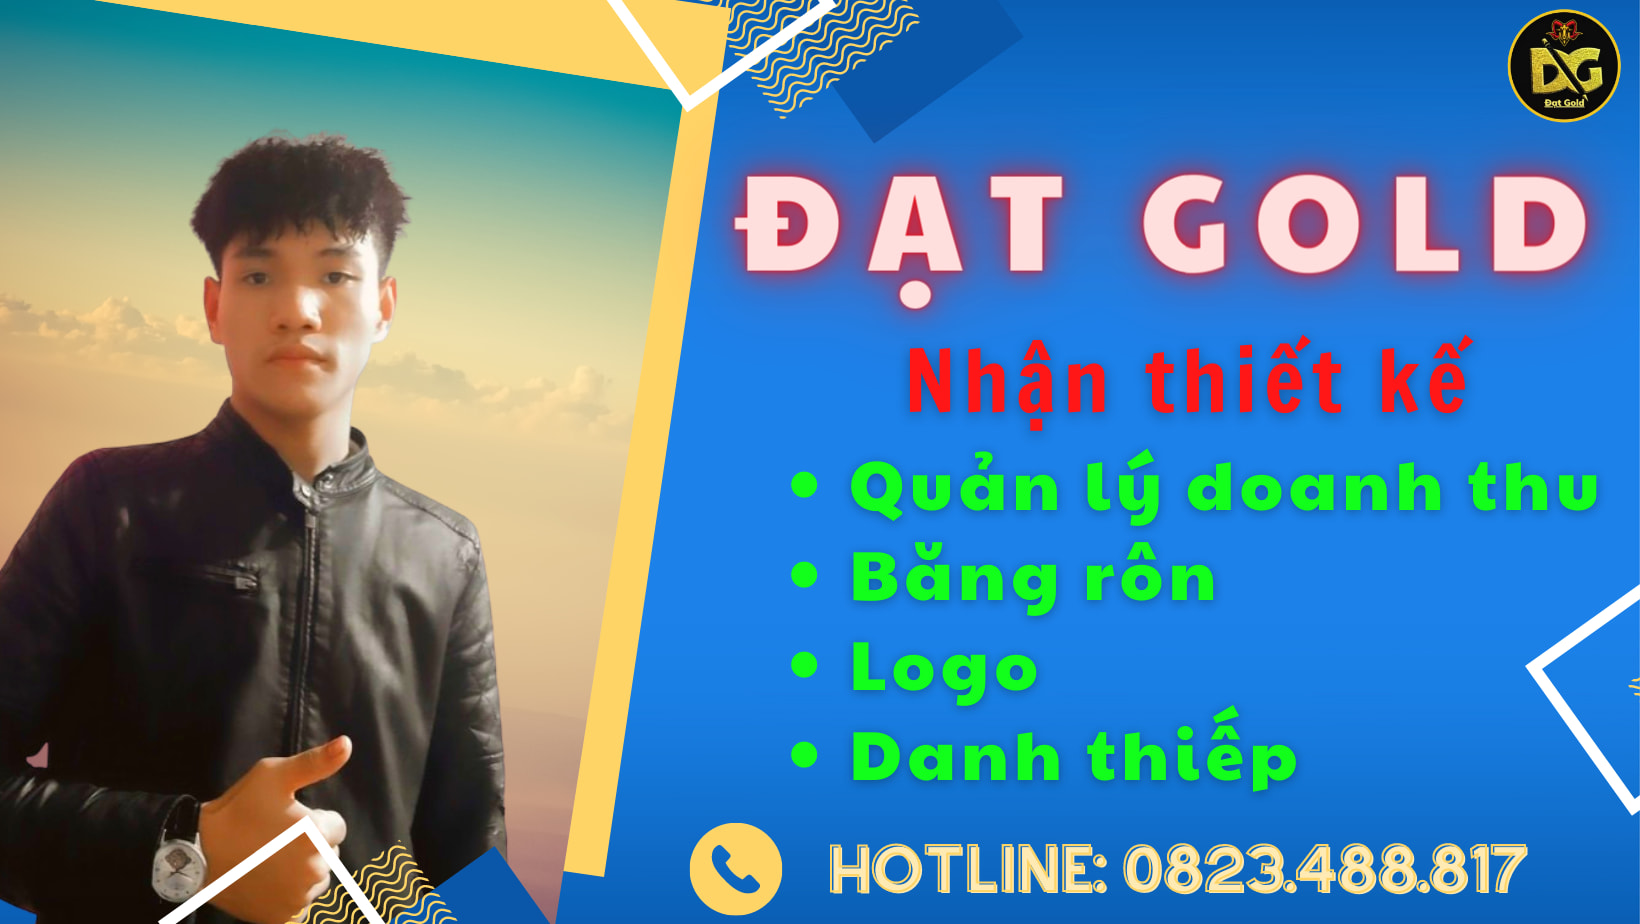 DG
Đạt Gold
ĐẠT GOLD
Nhận thiết kế
• Quản lý doanh thu
• Băng rôn
• Logo
• Danh thiếp
HOTLINE: 0823.488.817